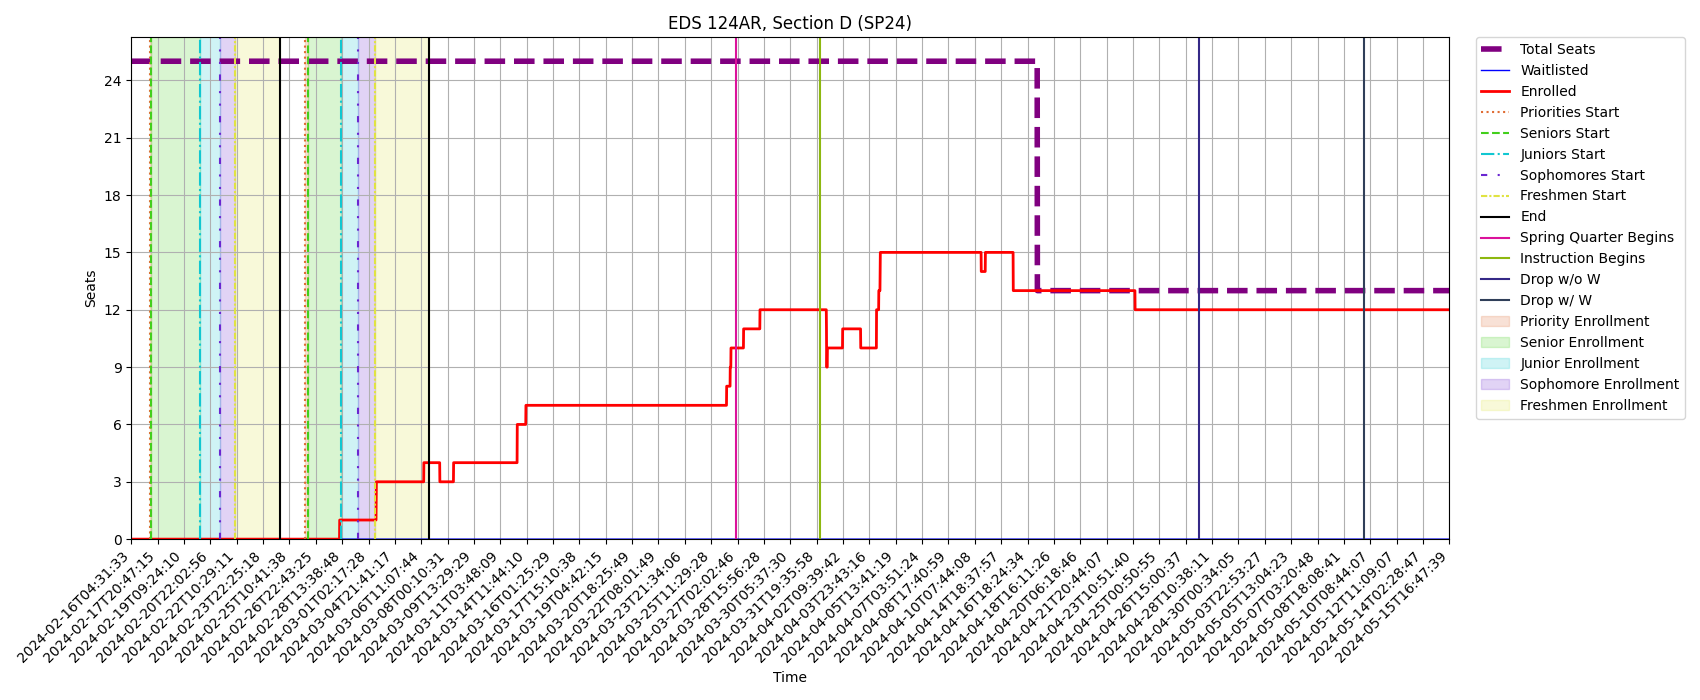 EDS 124AR, Section D (SP24)
Total Seats
Waitlisted
Enrolled
Priorities Start
Seniors Start
Juniors Start
Sophomores Start
Freshmen Start
End
Spring Quarter Begins
Instruction Begins
Drop w/o W
Drop w/ W
Priority Enrollment
Senior Enrollment
Junior Enrollment
Sophomore Enrollment
Freshmen Enrollment
Seats
24
21
18
15
12
9
6
3
0
2024-02-16T04:31:33
2024-02-17T20:47:15
2024-02-19T09:24:10
2024-02-20T22:02:56
2024-02-22T10:29:11
2024-02-23T22:25:18
2024-02-25T10:41:38
2024-02-26T22:43:25
2024-02-28T13:38:48
2024-03-01T02:17:28
2024-03-04T21:41:17
2024-03-06T11:07:44
2024-03-08T00:10:31
2024-03-09T13:29:29
2024-03-11T03:48:09
2024-03-14T11:44:10
2024-03-16T01:25:29
2024-03-17T15:10:38
2024-03-19T04:42:15
2024-03-20T18:25:49
2024-03-22T08:01:49
2024-03-23T21:34:06
2024-03-25T11:29:28
2024-03-27T02:02:46
2024-03-28T15:56:28
2024-03-30T05:37:30
2024-03-31T19:35:58
2024-04-02T09:39:42
2024-04-03T23:43:16
2024-04-05T13:41:19
2024-04-07T03:51:24
2024-04-08T17:40:59
2024-04-10T07:44:08
2024-04-14T18:37:57
2024-04-16T18:24:34
2024-04-18T16:11:26
2024-04-20T06:18:46
2024-04-21T20:44:07
2024-04-23T10:51:40
2024-04-25T00:50:55
2024-04-26T15:00:37
2024-04-28T10:38:11
2024-04-30T00:34:05
2024-05-03T22:53:27
2024-05-05T13:04:23
2024-05-07T03:20:48
2024-05-08T18:08:41
2024-05-10T08:44:07
2024-05-12T11:09:07
2024-05-14T02:28:47
2024-05-15T16:47:39
Time